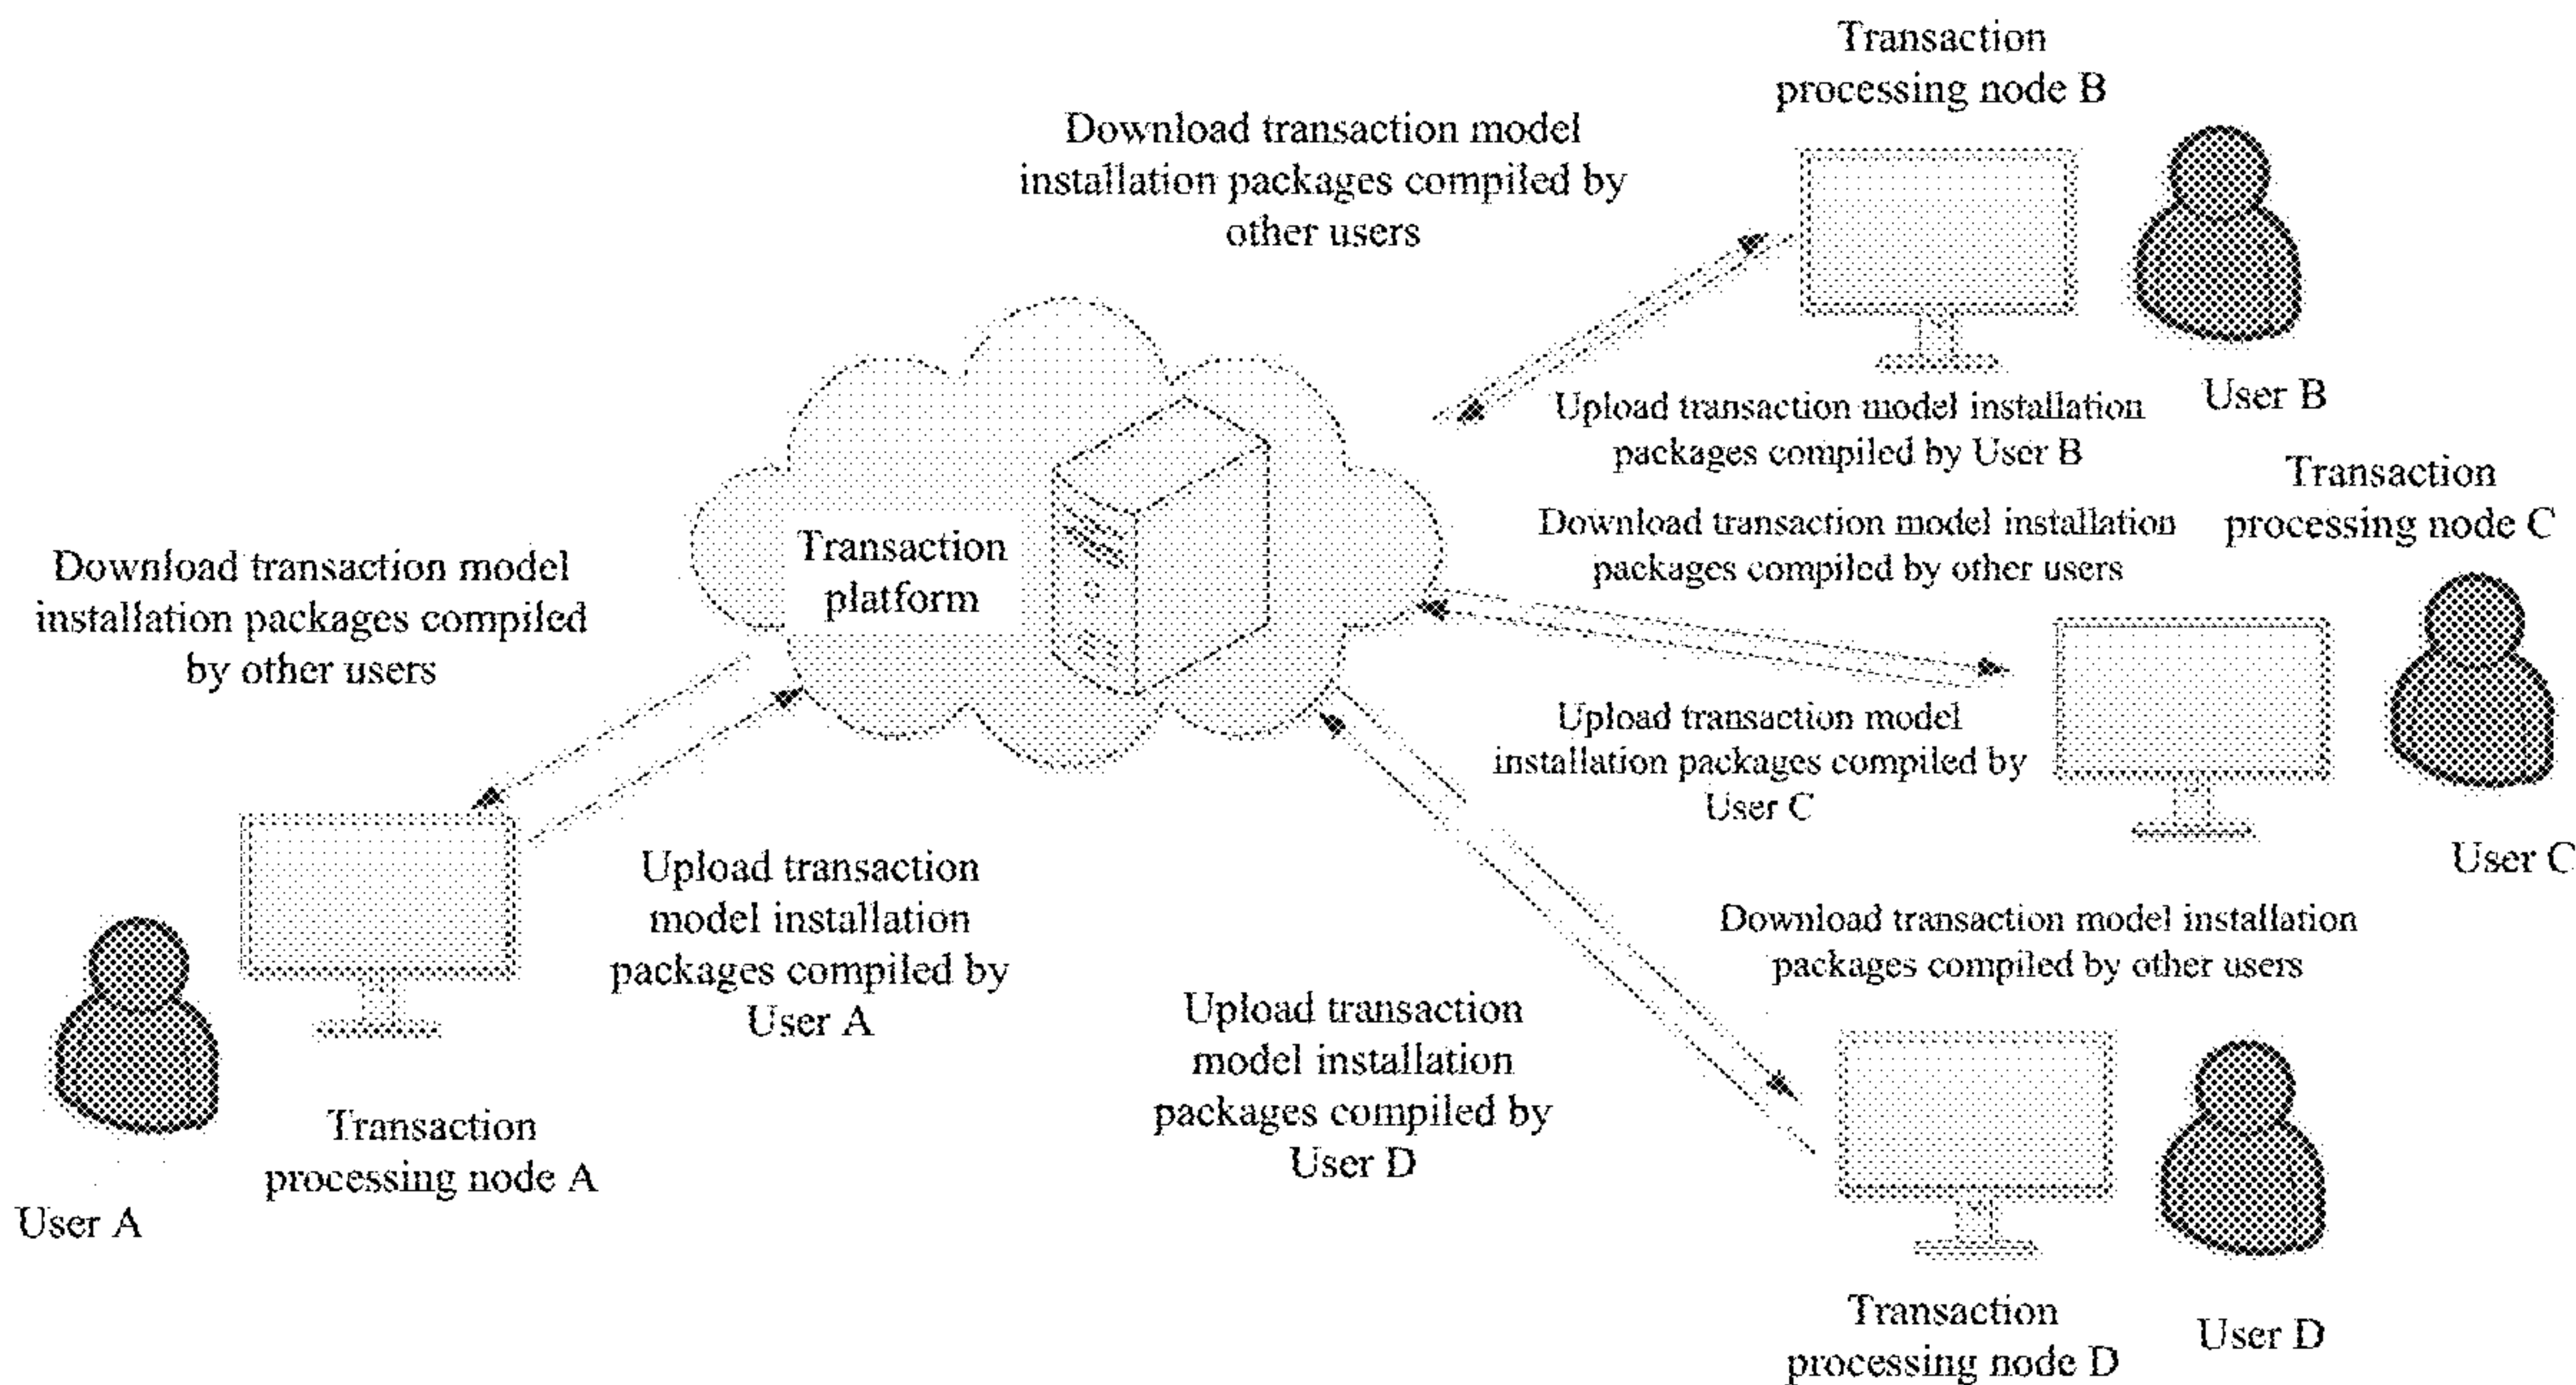 Transaction
processing node B
Download transaction model
installation packages compiled by
other users
User B
Upload transaction model installation
packages compiled by User B
Transaction
processing node C
Download transaction model installation
packages compiled by other users
Transaction
platform
Download transaction model
installation packages compiled
by other users
Upload transaction model
installation packages compiled by
User C
User C
Upload transaction
model installation
packages compiled by
User A
Download transaction model installation
packages compiled by other users
Upload transaction
model installation
packages compiled by
User D
Transaction
processing node A
User A
Transaction
processing node D
User D